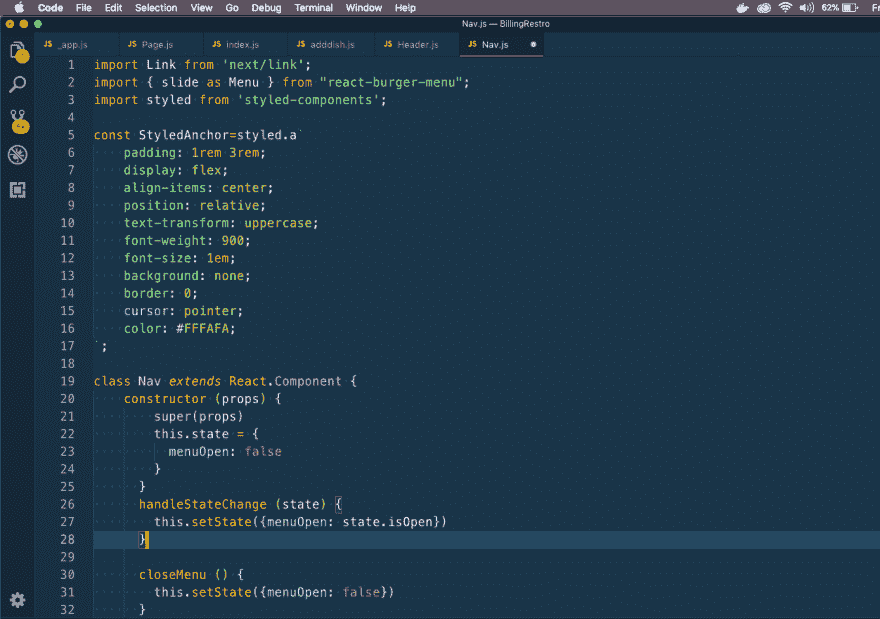 Code File Edit Selection View Go Debug Terminal Window Help 62%
Nav.js — BillingRestro
JS _app.js JS Page.js JS index.js JS adddish.js JS Header.js JS Nav.js
1 import Link from 'next/link';
2 import { slide as Menu } from "react-burger-menu";
3 import styled from 'styled-components';
4
5 const StyledAnchor=styled.a`
6 padding: 1rem 3rem;
7 display: flex;
8 align-items: center;
9 position: relative;
10 text-transform: uppercase;
11 font-weight: 900;
12 font-size: 1em;
13 background: none;
14 border: 0;
15 cursor: pointer;
16 color: #FFFAFA;
17 `;
18
19 class Nav extends React.Component {
20 constructor (props) {
21 super(props)
22 this.state = {
23 menuOpen: false
24 }
25 }
26 handleStateChange (state) {
27 this.setState({menuOpen: state.isOpen})
28 }
29
30 closeMenu () {
31 this.setState({menuOpen: false})
32 }